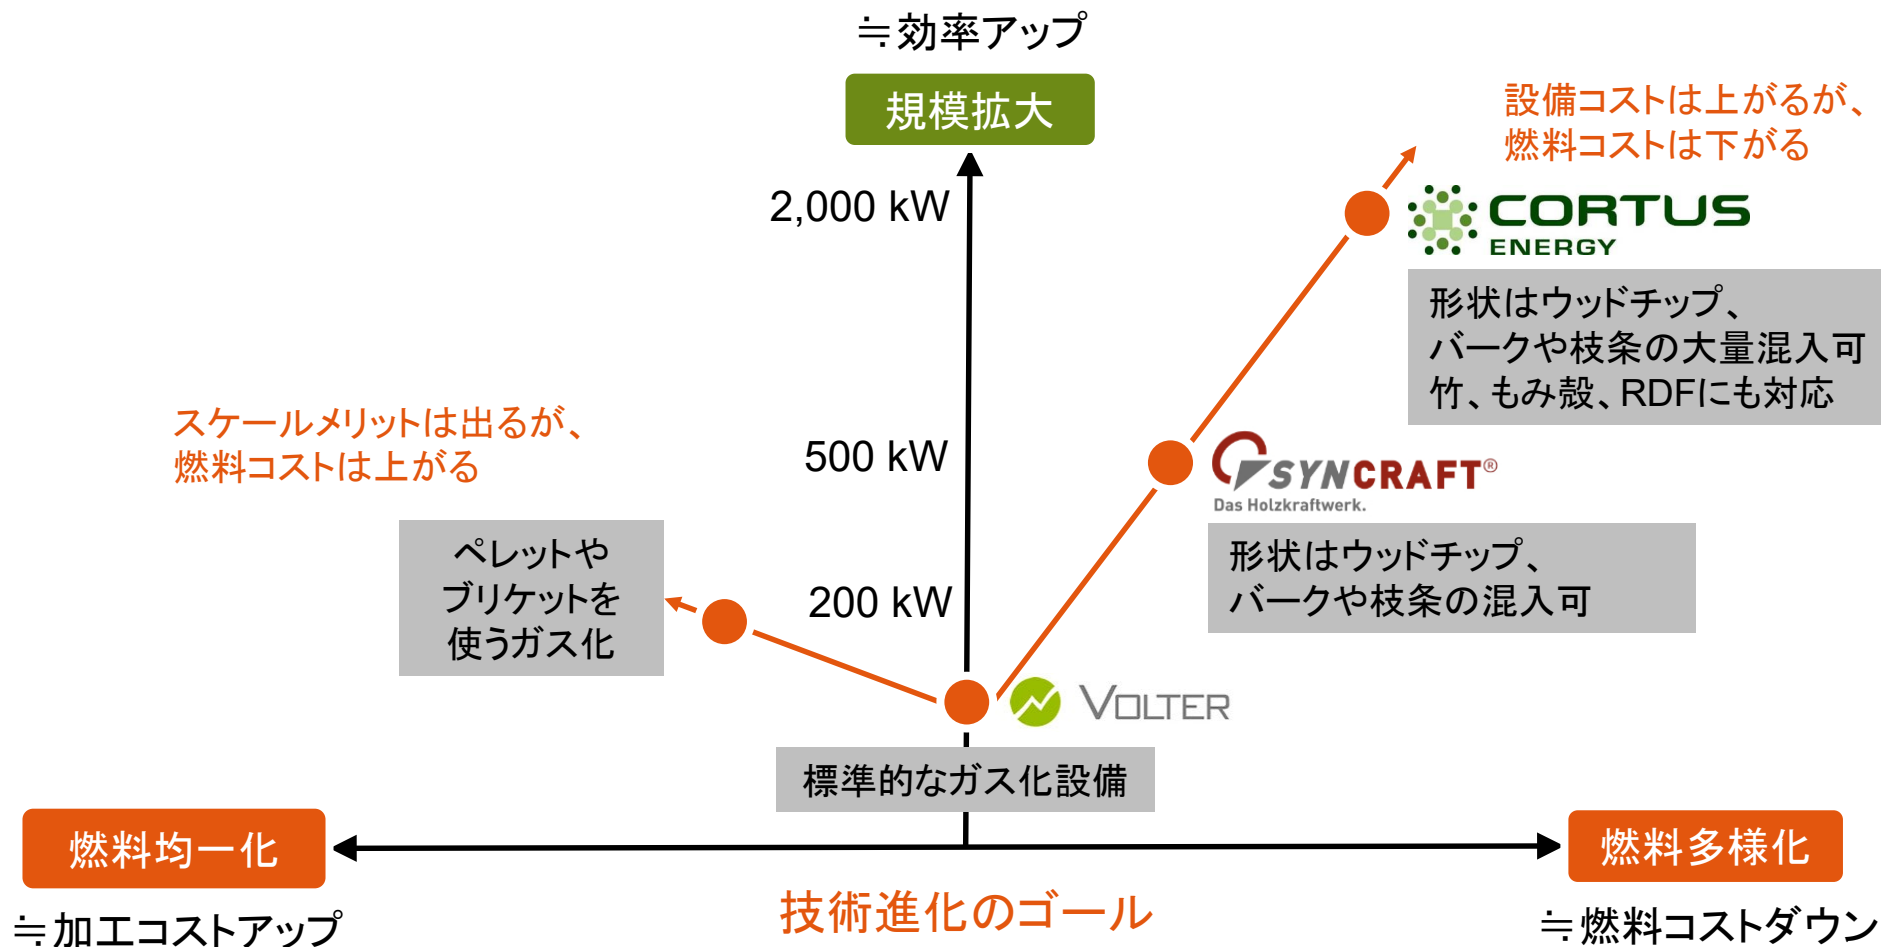 ≒効率アップ
規模拡大
設備コストは上がるが、
燃料コストは下がる
2,000 kW
CORTUS
ENERGY
形状はウッドチップ、
バークや枝条の大量混入可
竹、もみ殻、RDFにも対応
スケールメリットは出るが、
燃料コストは上がる
500 kW
SYNCRAFT®
Das Holzkraftwerk.
ペレットや
ブリケットを
使うガス化
形状はウッドチップ、
バークや枝条の混入可
200 kW
VOLTER
標準的なガス化設備
燃料均一化
燃料多様化
技術進化のゴール
≒加工コストアップ
≒燃料コストダウン